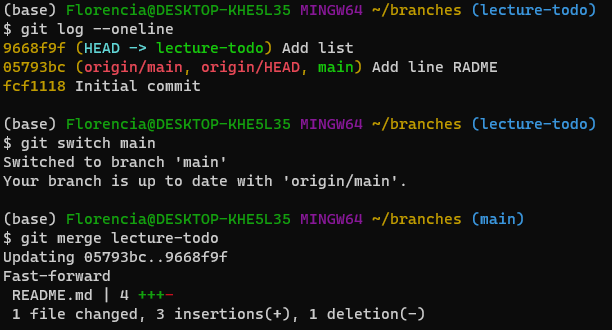 (base) Florencia@DESKTOP-KHE5L35 MINGW64 ~/branches (lecture-todo)
$ git log --oneline
9668f9f (HEAD -> lecture-todo) Add list
05793bc (origin/main, origin/HEAD, main) Add line RADME
fcf1118 Initial commit

(base) Florencia@DESKTOP-KHE5L35 MINGW64 ~/branches (lecture-todo)
$ git switch main
Switched to branch 'main'
Your branch is up to date with 'origin/main'.

(base) Florencia@DESKTOP-KHE5L35 MINGW64 ~/branches (main)
$ git merge lecture-todo
Updating 05793bc..9668f9f
Fast-forward
 README.md | 4 +++-
 1 file changed, 3 insertions(+), 1 deletion(-)